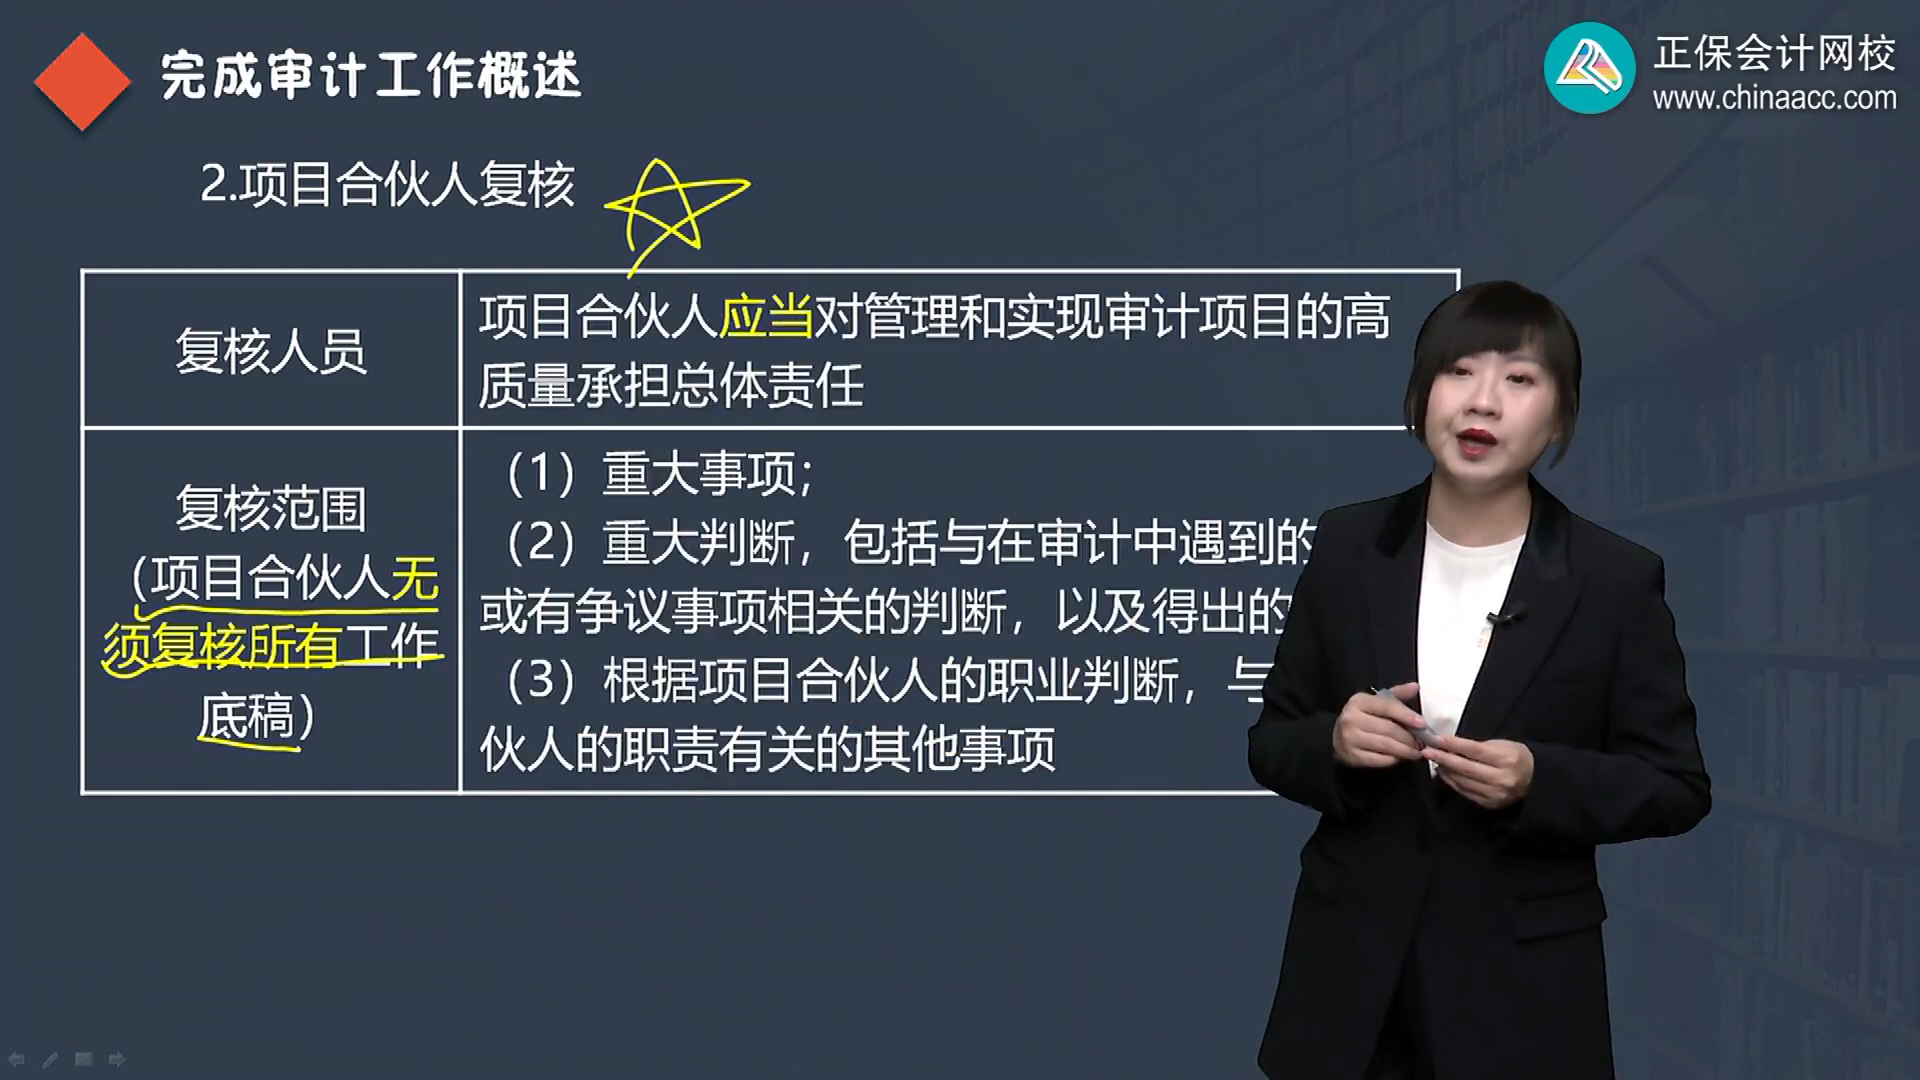 完成审计工作概述
正保会计网校
www.chinaacc.com
2.项目合伙人复核
复核人员
项目合伙人应当对管理和实现审计项目的高
质量承担总体责任
复核范围
（项目合伙人无
须复核所有工作
底稿）
（1）重大事项；
（2）重大判断，包括与在审计中遇到的
或有争议事项相关的判断，以及得出的
（3）根据项目合伙人的职业判断，与
伙人的职责有关的其他事项